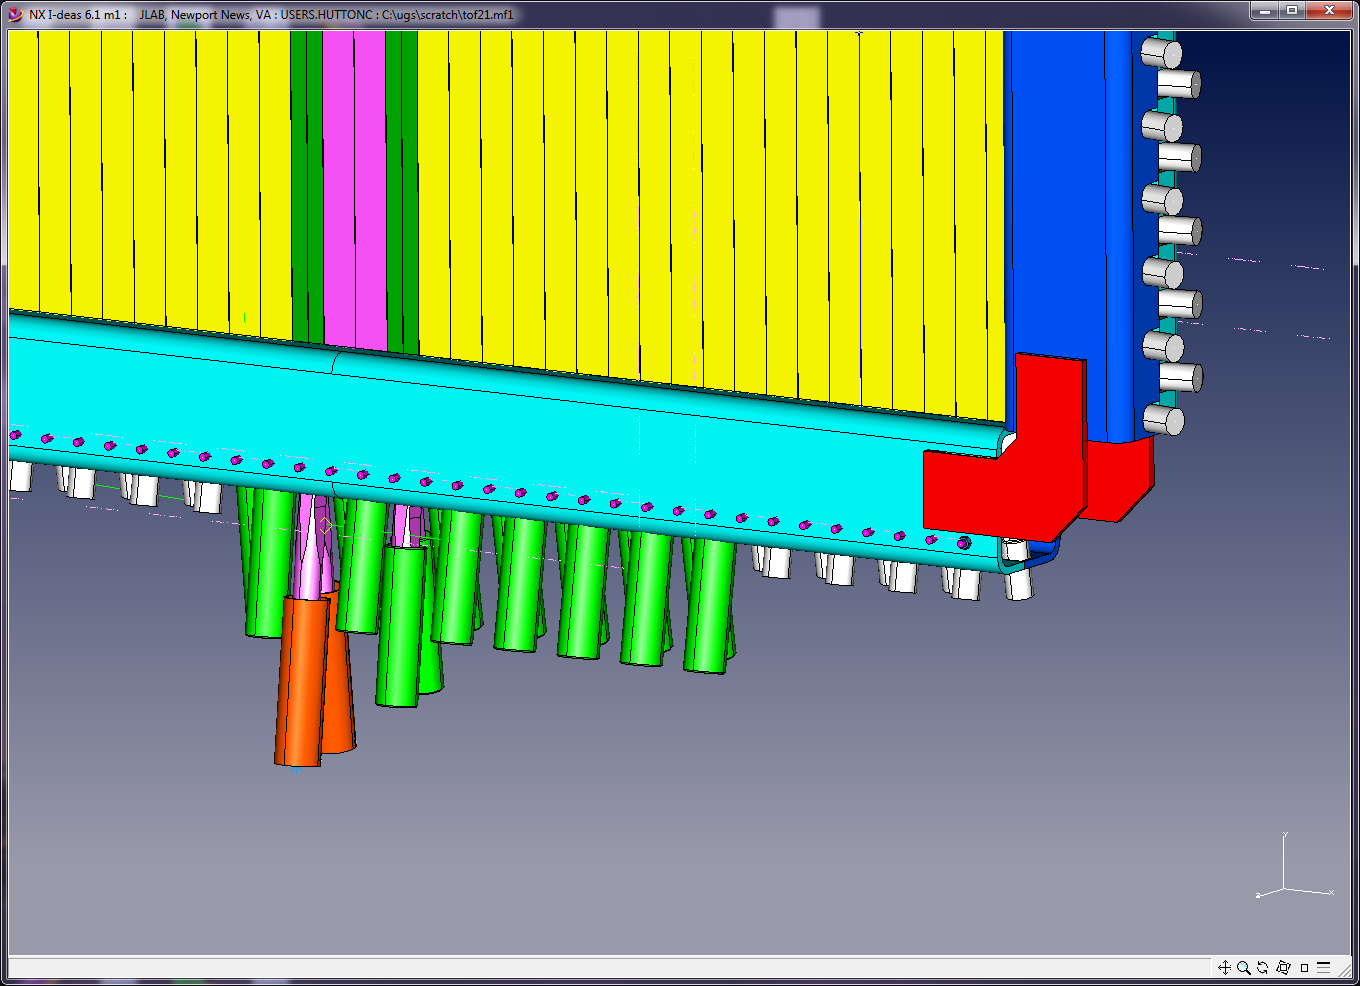 NX I-deas 6.1 m1 :    JLAB, Newport News, VA : USERS.HUTTONC : C:\ugs\scratch\tof21.mf1
Y
Z
X